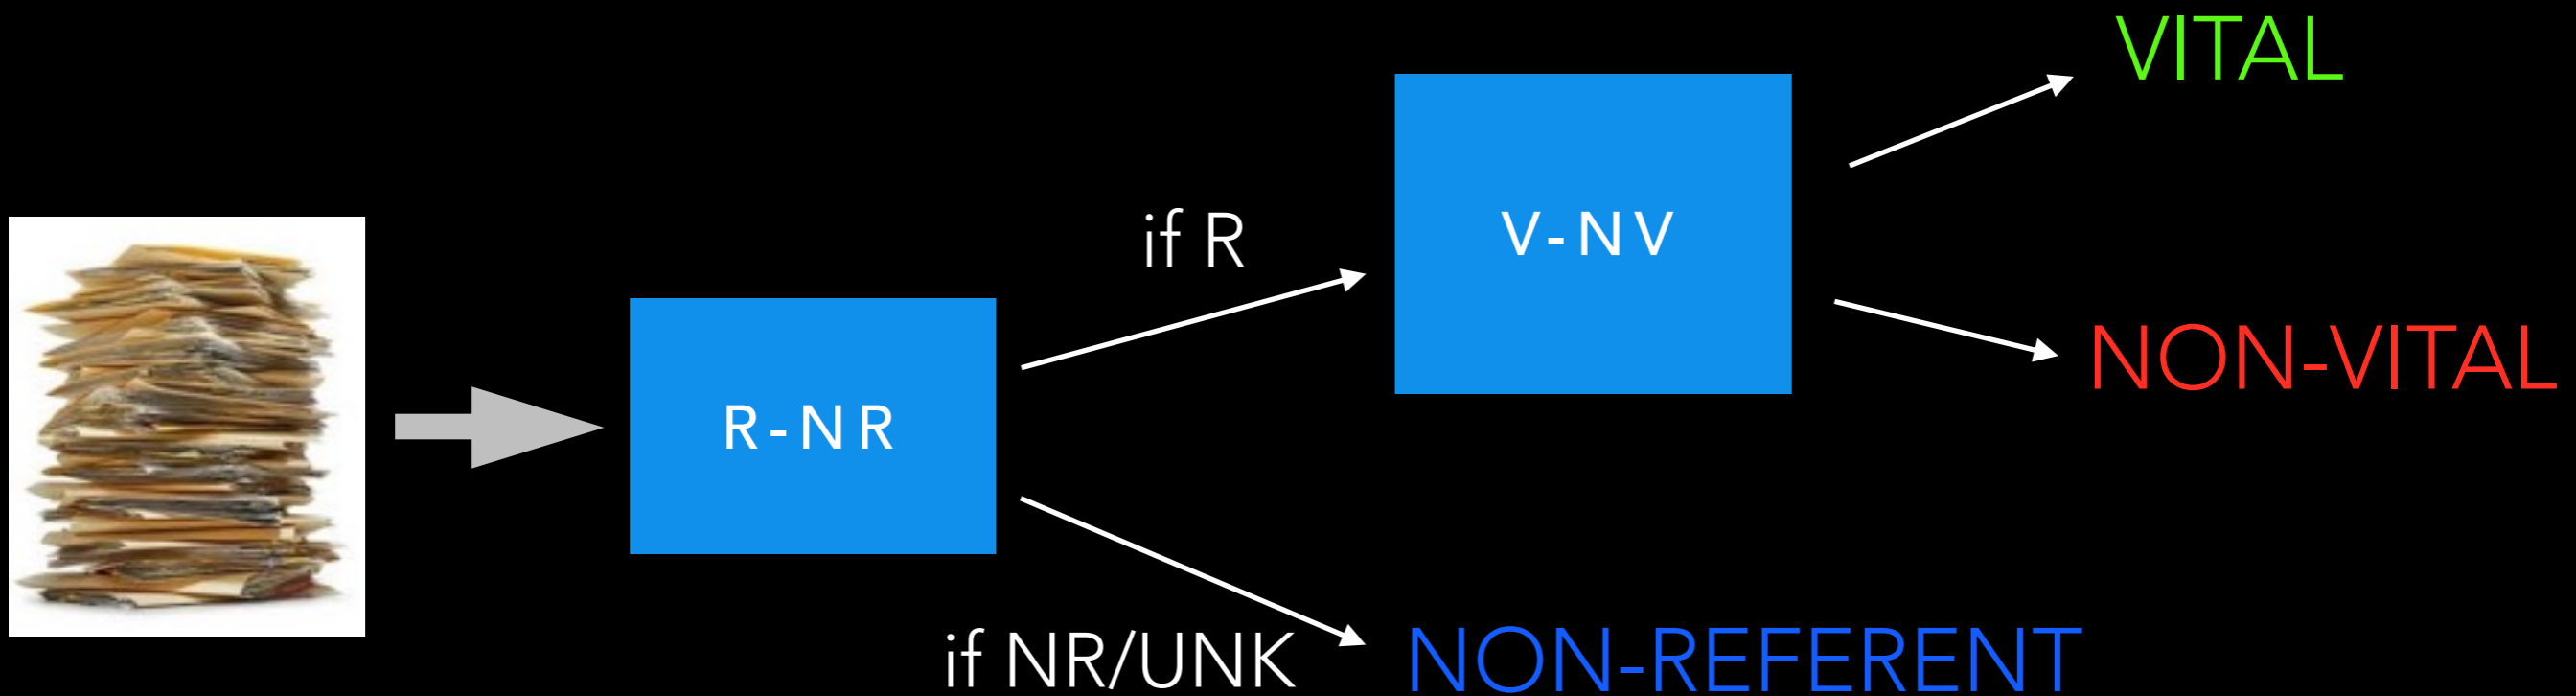 VITAL
if R
V-NV
NON-VITAL
R-NR
if NR/UNK
NON-REFERENT